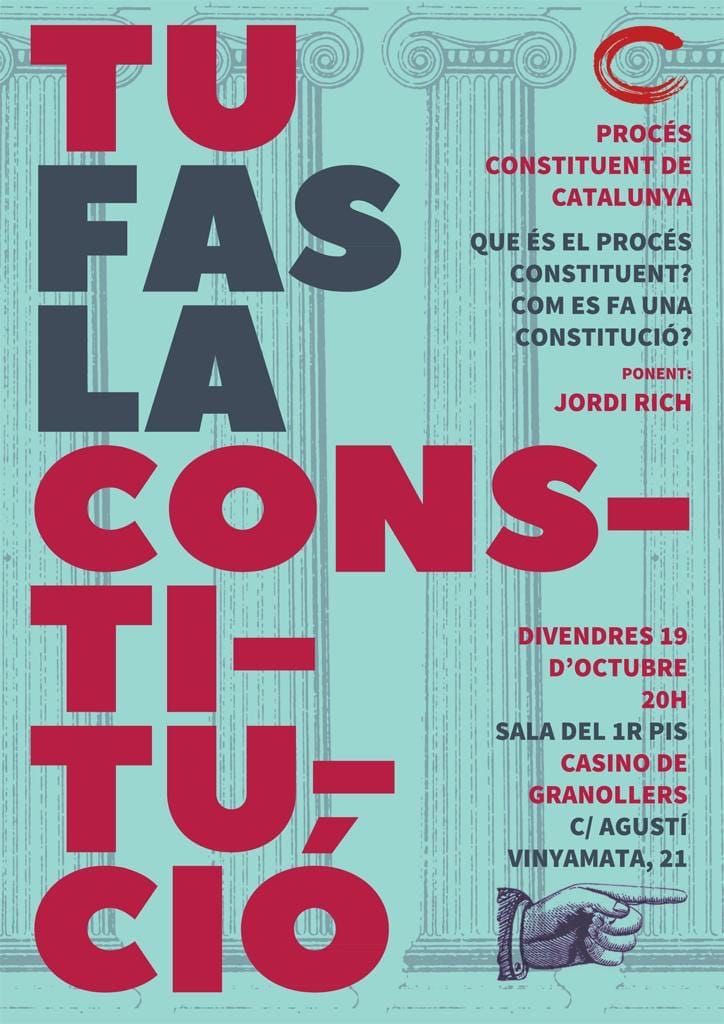 TU
FAS
LA
CONS-
TI-
TU-
CIÓ
PROCÉS
CONSTITUENT DE
CATALUNYA
QUE ÉS EL PROCÉS
CONSTITUENT?
COM ES FA UNA
CONSTITUCIÓ?
PONENT:
JORDI RICH
DIVENDRES 19
D'OCTUBRE
20H
SALA DEL 1R PIS
CASINO DE
GRANOLLERS
C/ AGUSTÍ
VINYAMATA, 21